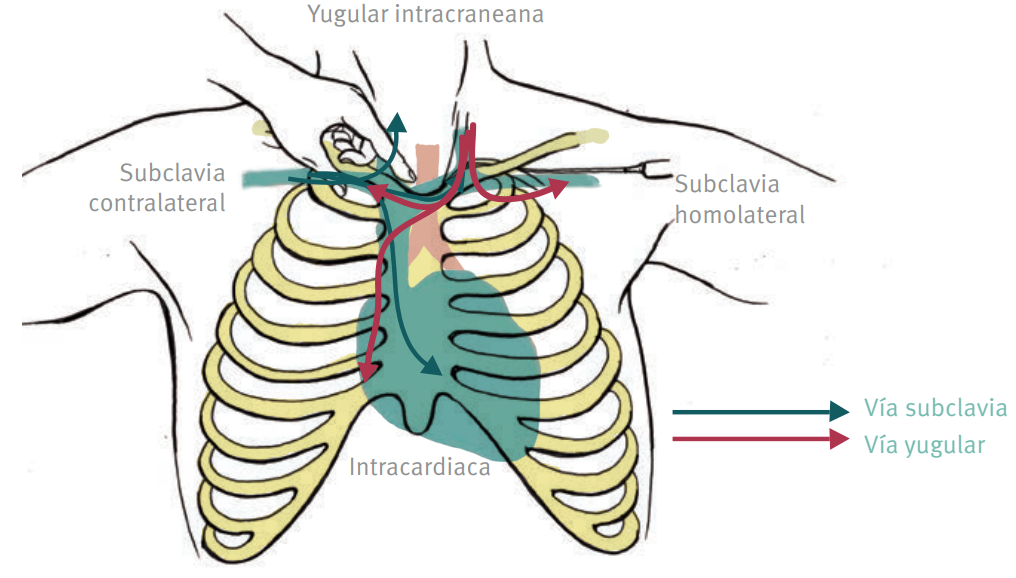 Yugular intracraneana
Subclavia
contralateral
Subclavia
homolateral
Vía subclavia
Vía yugular
Intracardiaca